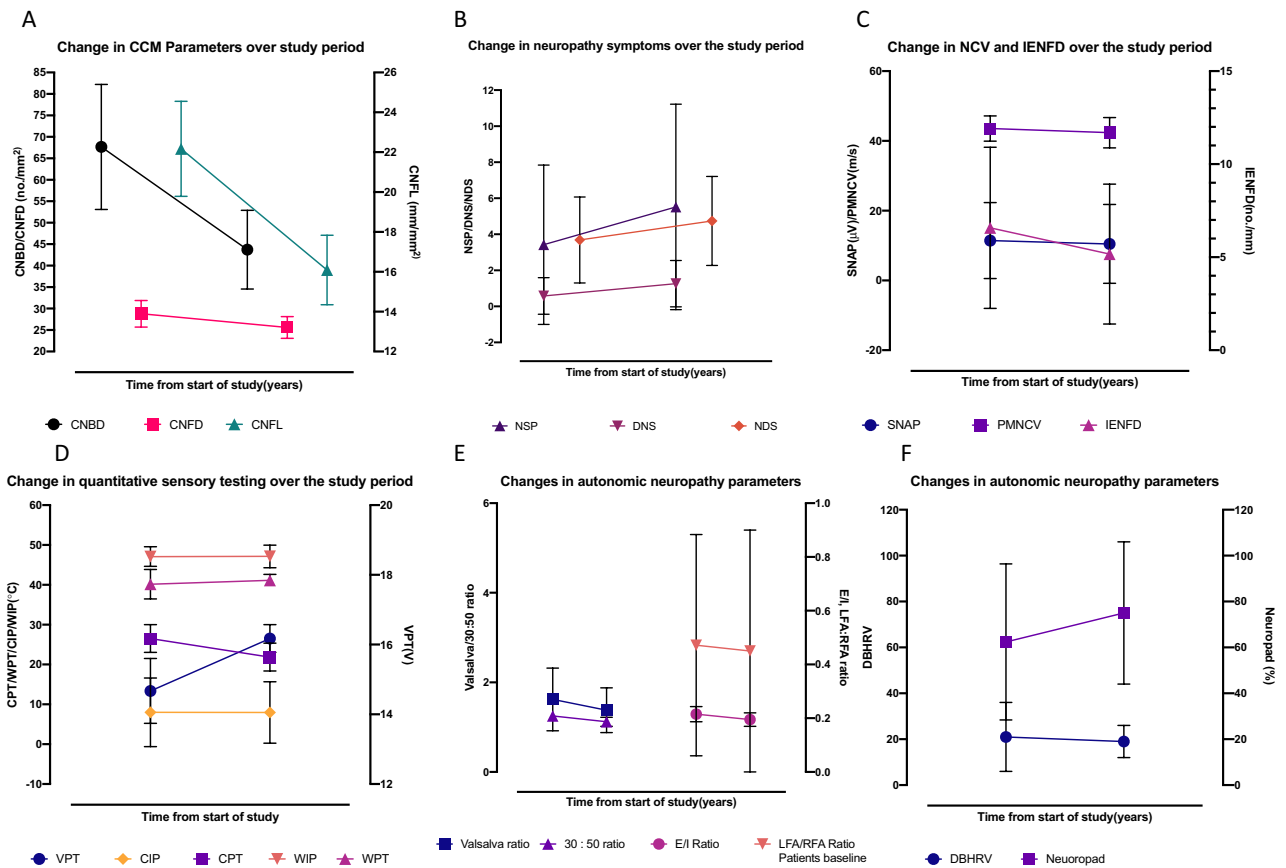 A
Change in CCM Parameters over study period
CNBD/CNFD (no./mm²)
85
80
75
70
65
60
55
50
45
40
35
30
25
20
26
24
22
20
18
16
14
12
CNFL (mm/mm²)
Time from start of study(years)
CNBD CNFD CNFL
B
Change in neuropathy symptoms over the study period
NSP/DNS/NDS
12
10
8
6
4
2
0
-2
Time from start of study(years)
NSP DNS NDS
C
Change in NCV and IENFD over the study period
SNAP(μV)/PMNCV(m/s)
60
40
20
0
-20
15
10
5
0
IENFD(no./mm)
Time from start of study(years)
SNAP PMNCV IENFD
D
Change in quantitative sensory testing over the study period
CPT/WPT/CIP/WIP(°C)
60
50
40
30
20
10
0
-10
20
18
16
14
12
VPT(V)
Time from start of study
VPT CIP CPT WIP WPT
E
Changes in autonomic neuropathy parameters
Valsalva/30:50 ratio
6
4
2
0
1.0
0.8
0.6
0.4
0.2
0.0
E/I, LFA:RFA ratio
Time from start of study(years)
Valsalva ratio 30 : 50 ratio E/I Ratio LFA/RFA Ratio
Patients baseline
F
Changes in autonomic neuropathy parameters
DBHRV
120
100
80
60
40
20
0
120
100
80
60
40
20
0
Neuropad (%)
Time from start of study(years)
DBHRV Neuoropad